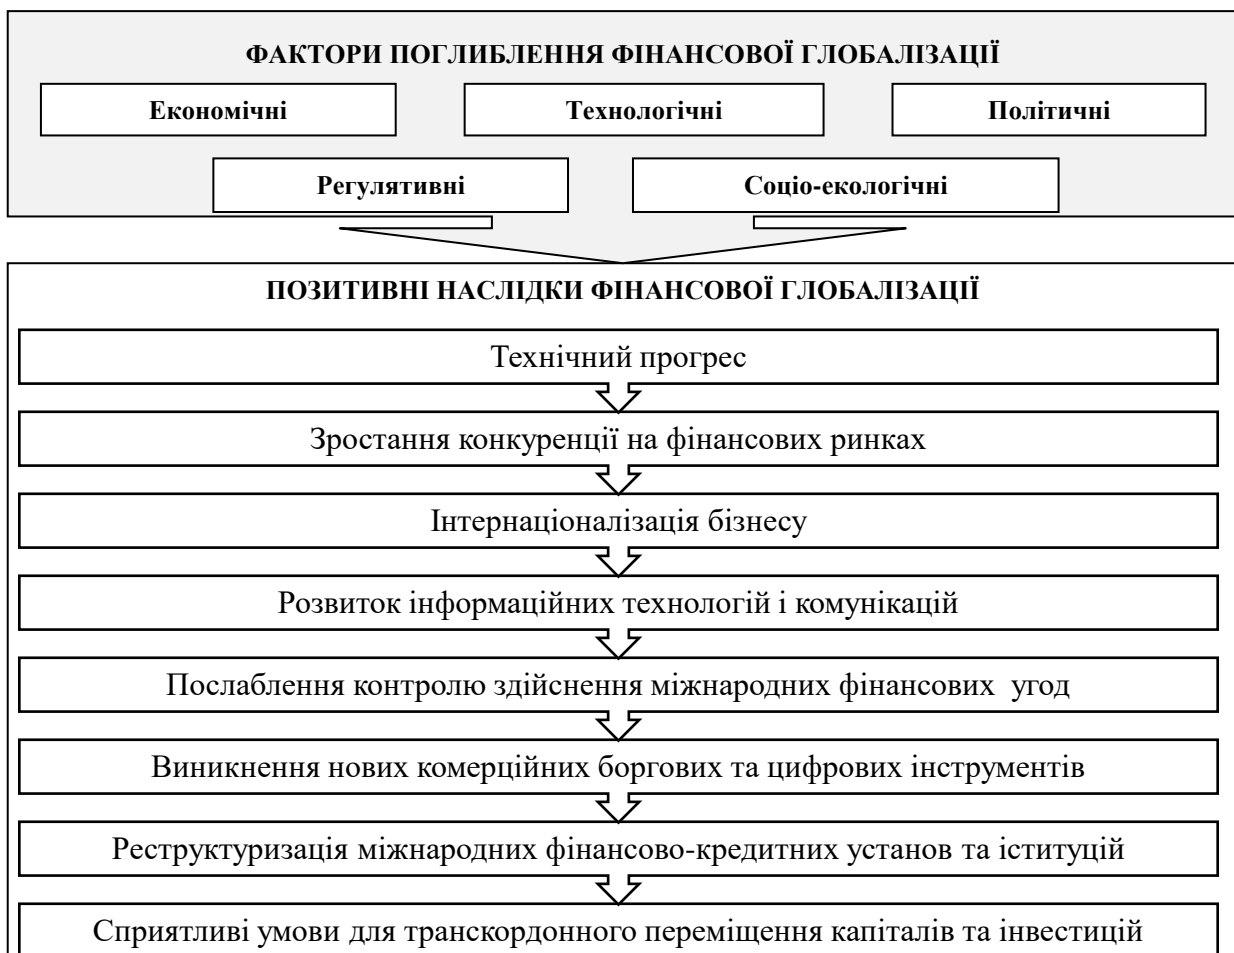 ФАКТОРИ ПОГЛИБЛЕННЯ ФІНАНСОВОЇ ГЛОБАЛІЗАЦІЇ
Економічні
Технологічні
Політичні
Регулятивні
Соціо-екологічні
ПОЗИТИВНІ НАСЛІДКИ ФІНАНСОВОЇ ГЛОБАЛІЗАЦІЇ
Технічний прогрес
Зростання конкуренції на фінансових ринках
Інтернаціоналізація бізнесу
Розвиток інформаційних технологій і комунікацій
Послаблення контролю здійснення міжнародних фінансових угод
Виникнення нових комерційних боргових та цифрових інструментів
Реструктуризація міжнародних фінансово-кредитних установ та іституцій
Сприятливі умови для транскордонного переміщення капіталів та інвестицій